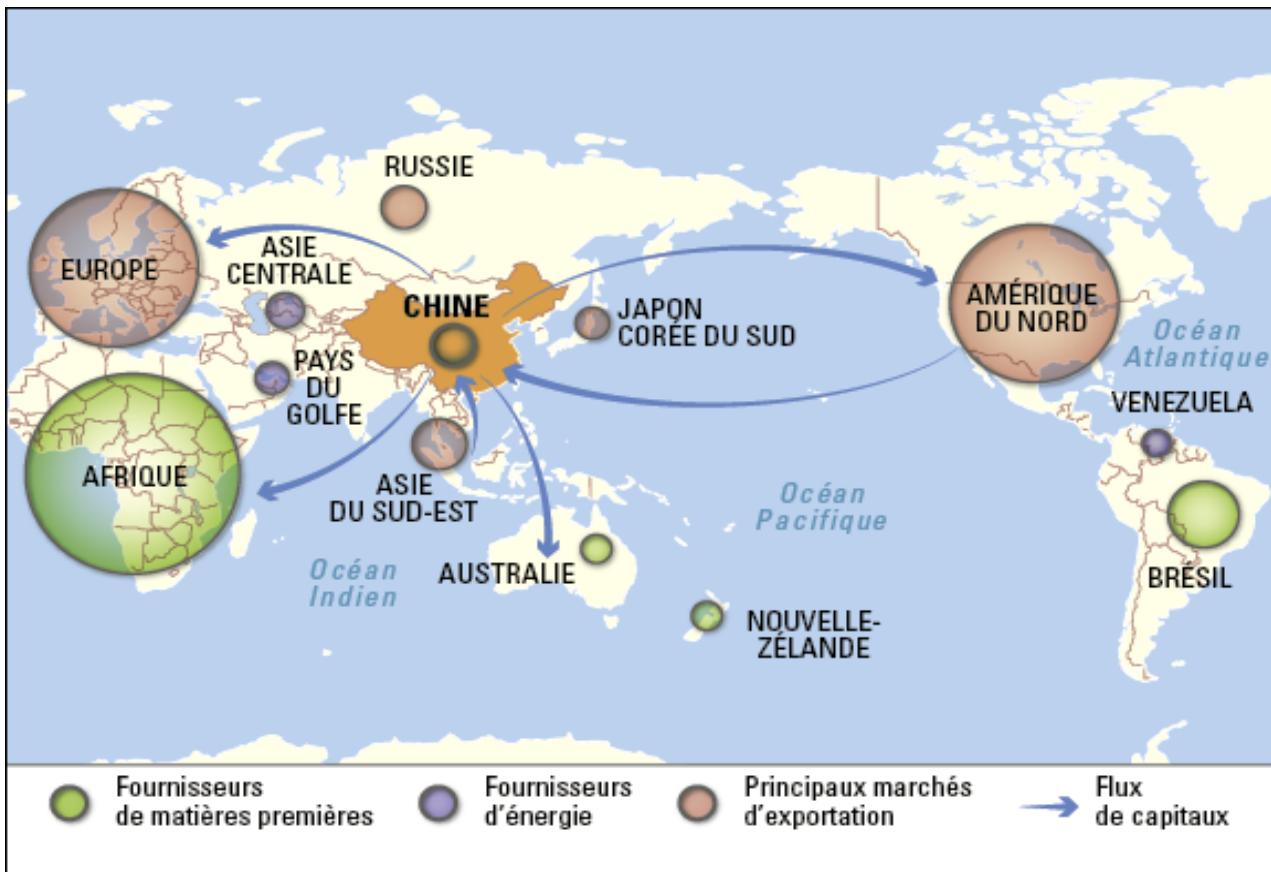 RUSSIE
EUROPE
ASIE
CENTRALE
CHINE
JAPON
CORÉE DU SUD
AMÉRIQUE
DU NORD
Océan
Atlantique
PAYS
DU
GOLFE
VENEZUELA
AFRIQUE
ASIE
DU SUD-EST
Océan
Pacifique
Océan
Indien
AUSTRALIE
BRÉSIL
NOUVELLE-
ZÉLANDE
Fournisseurs
de matières premières
Fournisseurs
d'énergie
Principaux marchés
d'exportation
Flux
de capitaux